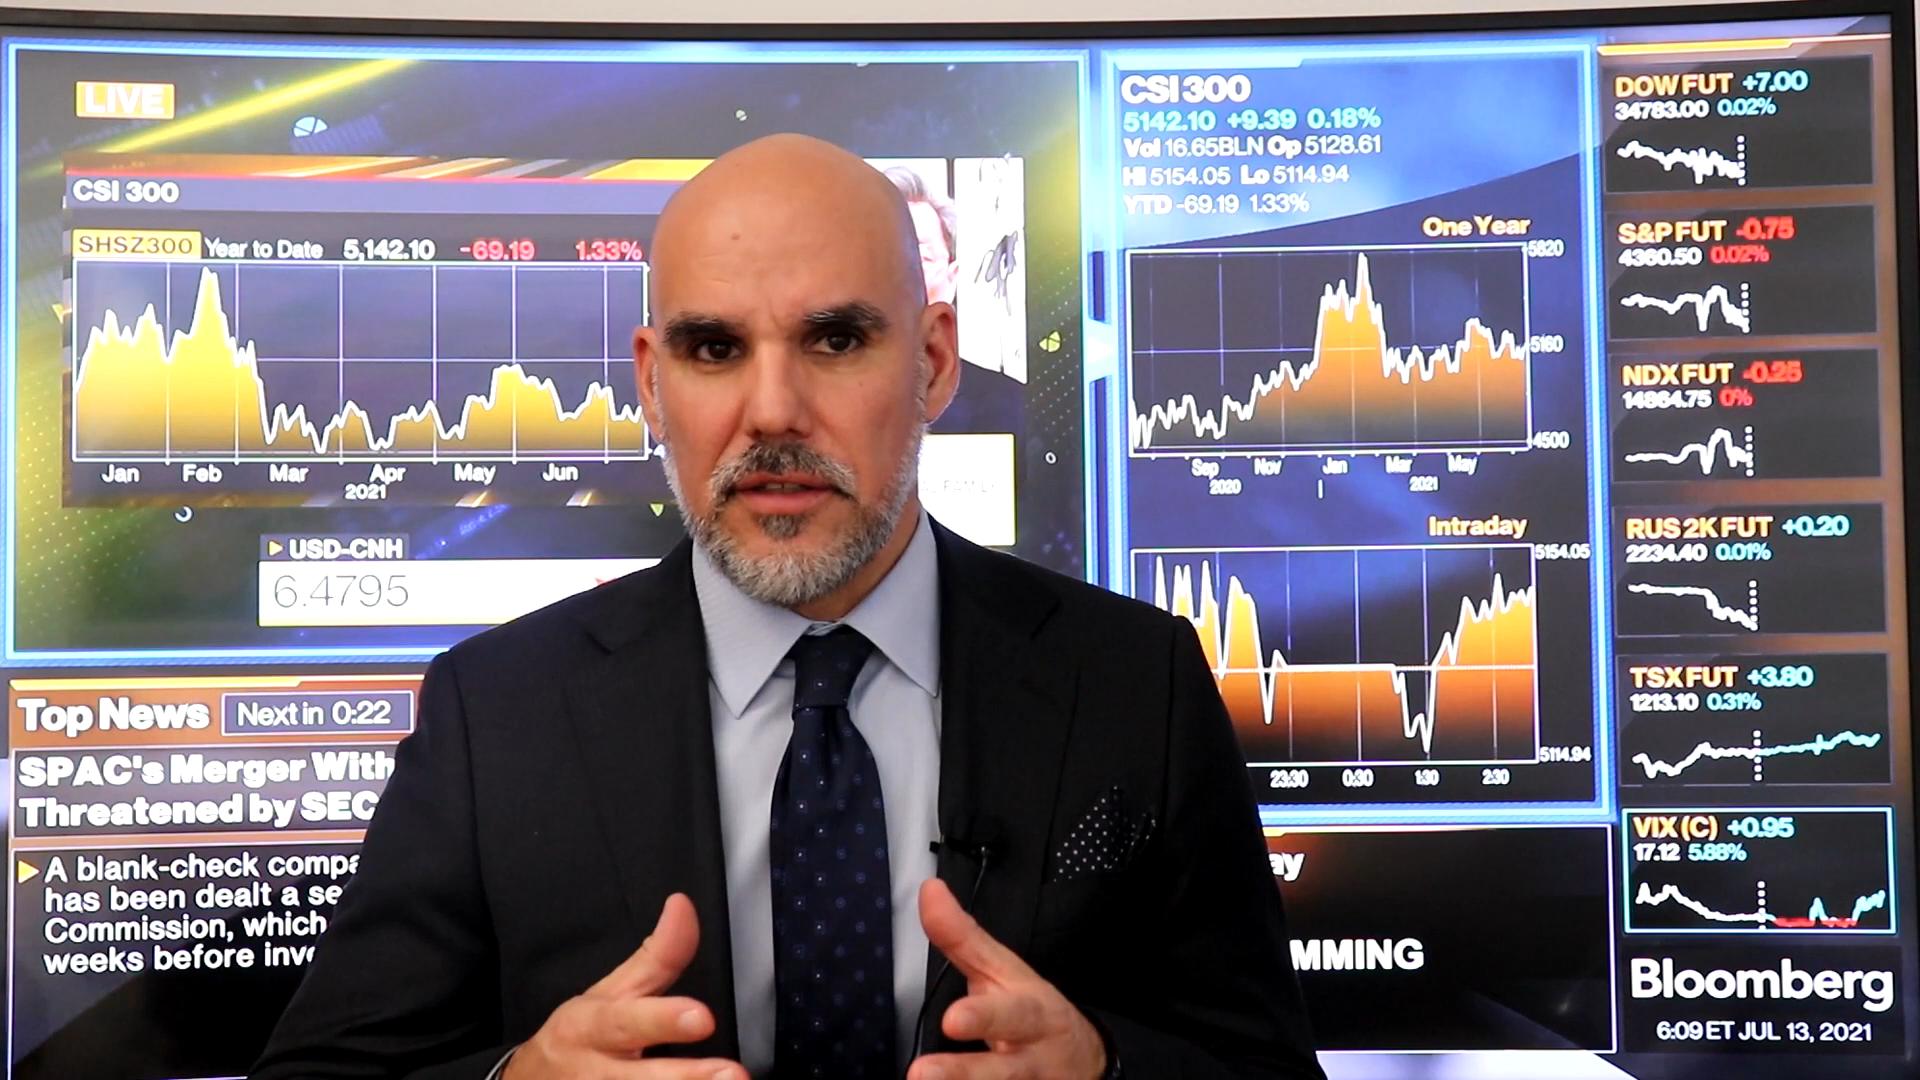 LIVE
CSI 300
SHSZ300 Year to Date 5,142.10 -69.19 1.33%
Jan Feb Mar Apr May Jun
2021
USD-CNH
6.4795
Top News Next in 0:22
SPAC's Merger With
Threatened by SEC
A blank-check compa
has been dealt a se
Commission, which
weeks before inve
CSI 300
5142.10 +9.39 0.18%
Vol 16.65BLN Op 5128.61
Hi 5154.05 Lo 5114.94
YTD -69.19 1.33%
One Year
5820
5160
4500
Sep Nov Jan Mar May
2020 2021
Intraday
5154.05
5114.94
23:30 0:30 1:30 2:30
ay
MMING
DOW FUT +7.00
34783.00 0.02%
S&P FUT -0.75
4360.50 0.02%
NDX FUT -0.25
14864.75 0%
RUS 2K FUT +0.20
2234.40 0.01%
TSX FUT +3.80
1213.10 0.31%
VIX (C) +0.95
17.12 5.88%
Bloomberg
6:09 ET JUL 13, 2021